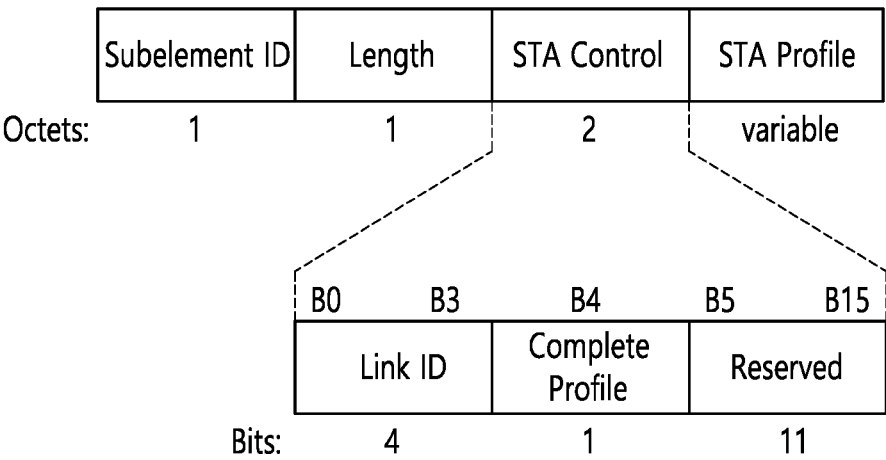 Subelement ID Length STA Control STA Profile
Octets: 1 1 2 variable
B0 B3 B4 B5 B15
Link ID Complete Profile Reserved
Bits: 4 1 11